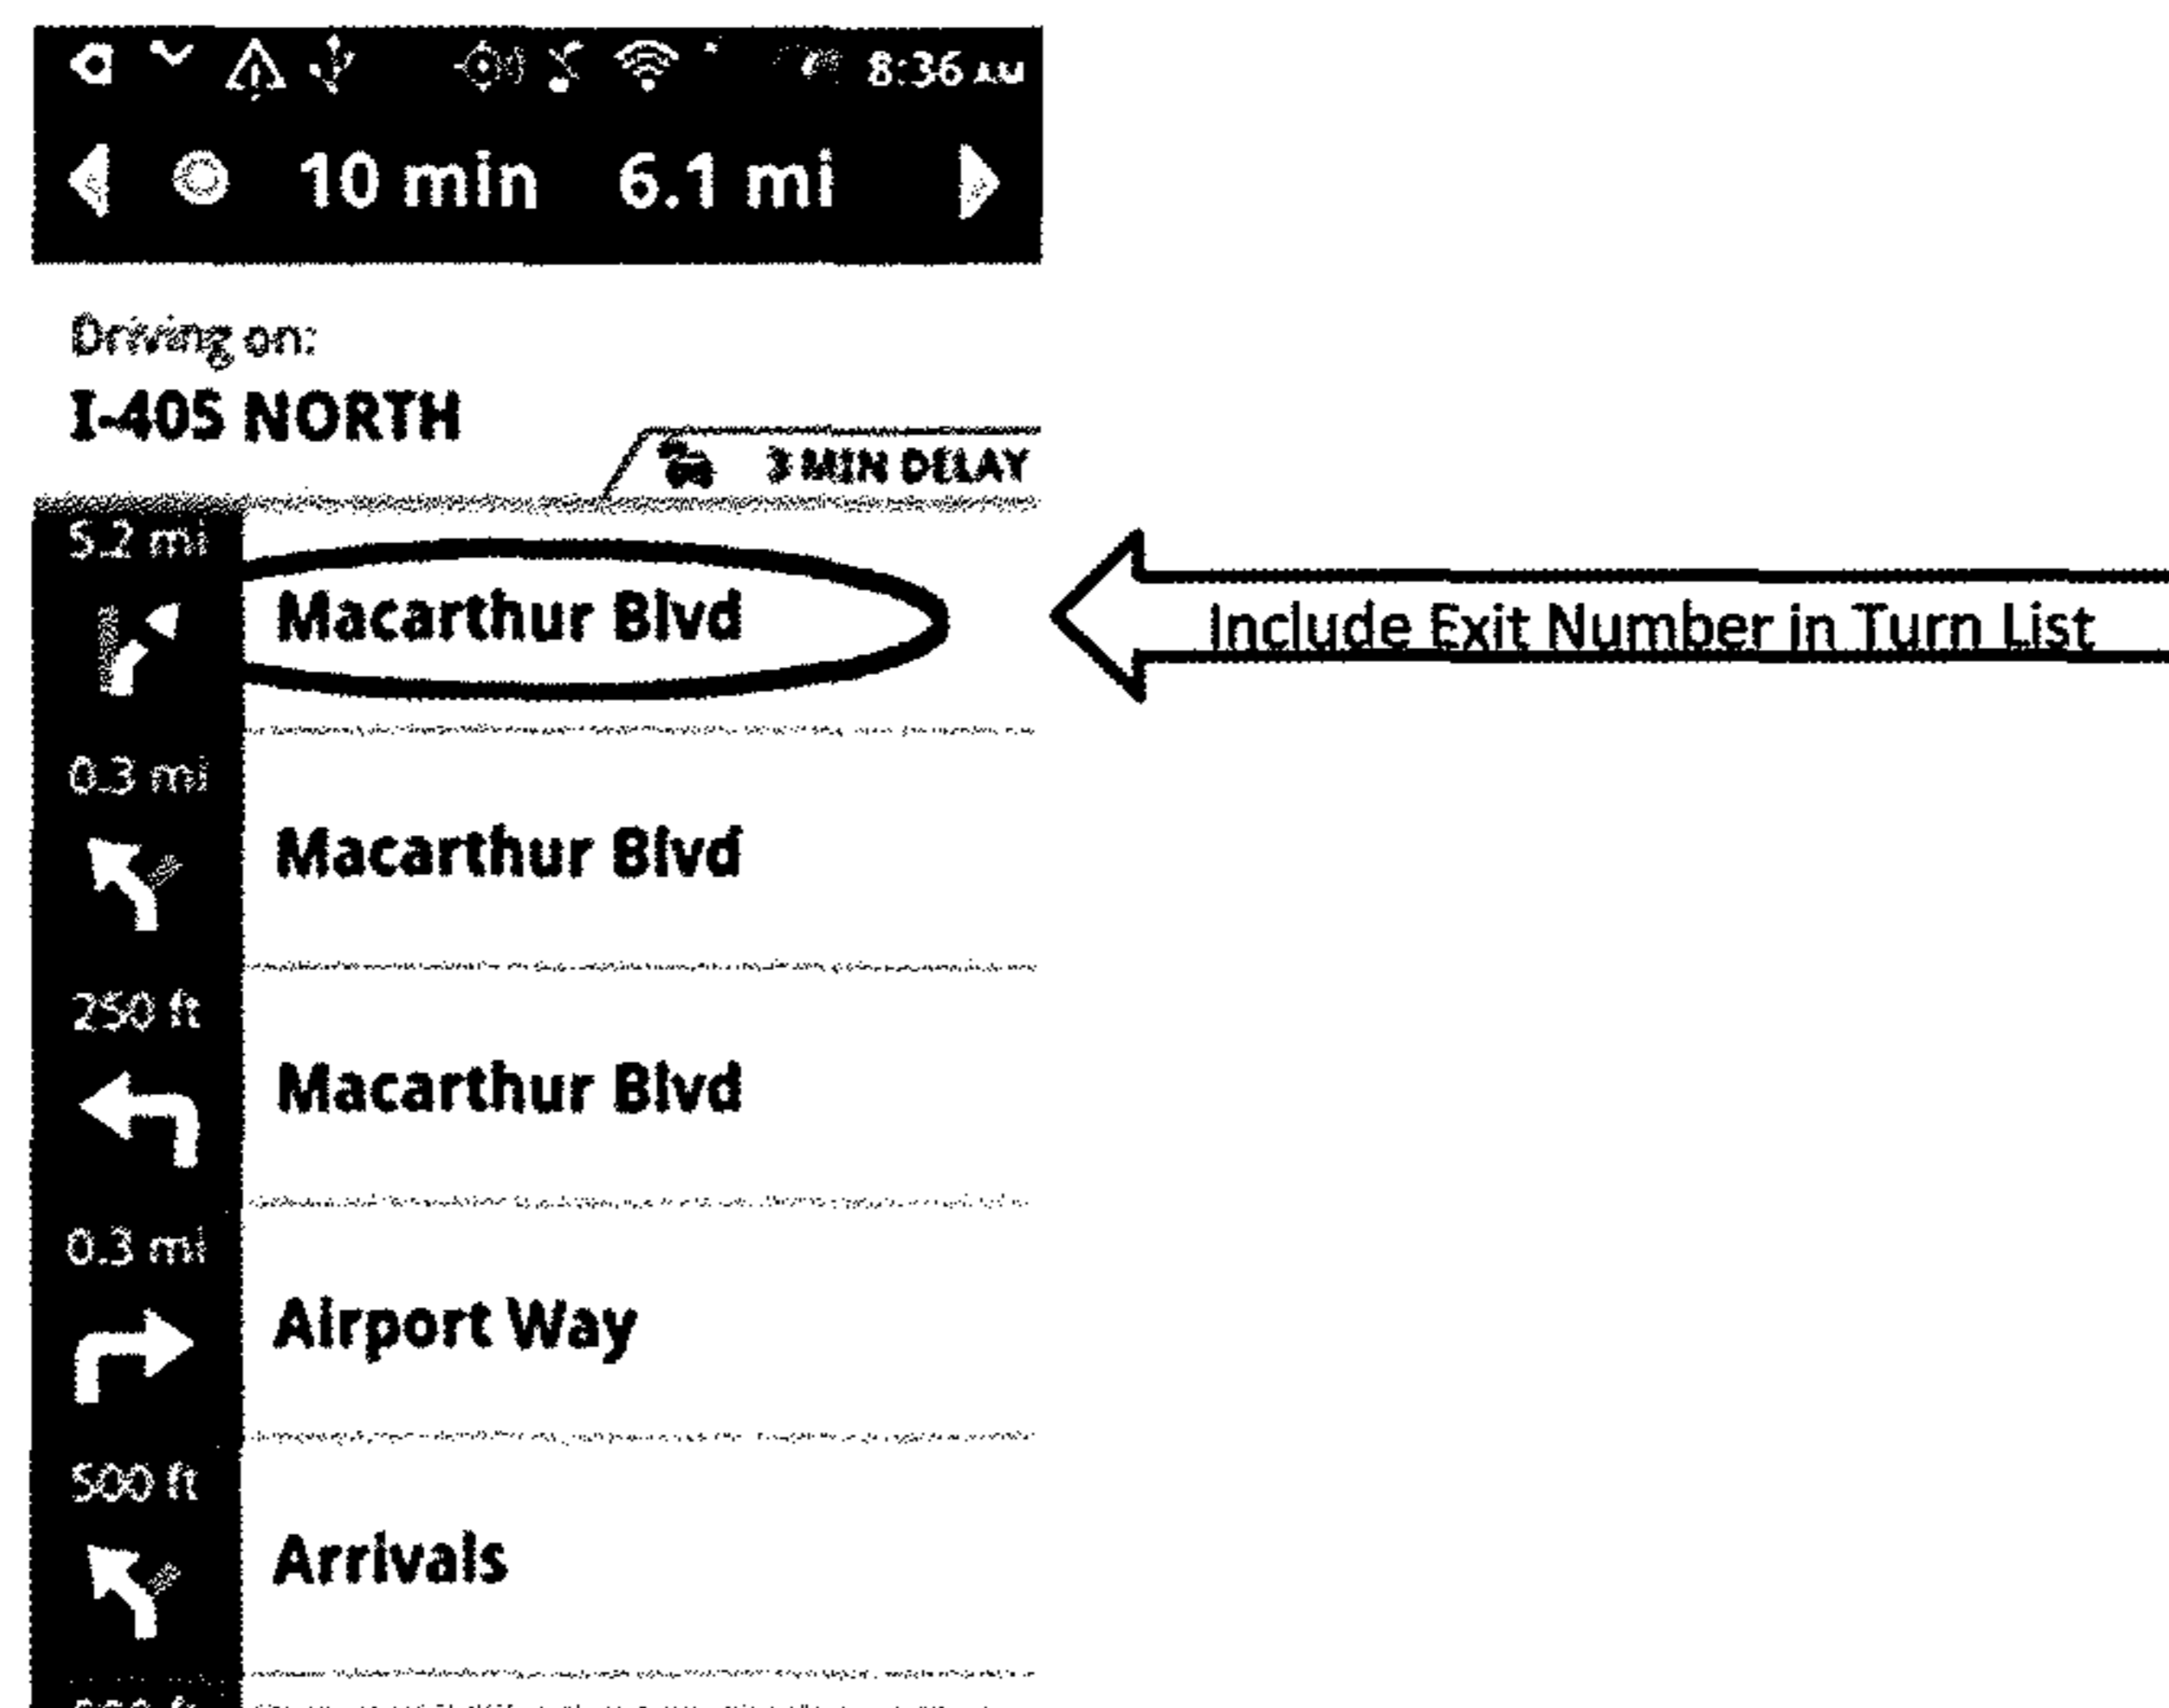 8:36 AM
10 min 6.1 mi
Driving on:
I-405 NORTH
3 MIN DELAY
5.2 mi
Macarthur Blvd
Include Exit Number in Turn List
0.3 mi
Macarthur Blvd
250 ft
Macarthur Blvd
0.3 mi
Airport Way
500 ft
Arrivals